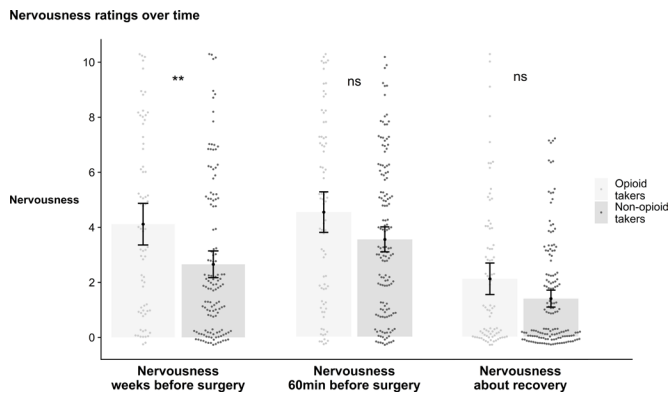 Nervousness ratings over time
10
8
6
4
2
0
Nervousness
**
ns
ns
Opioid
takers
Non-opioid
takers
Nervousness
weeks before surgery
Nervousness
60min before surgery
Nervousness
about recovery